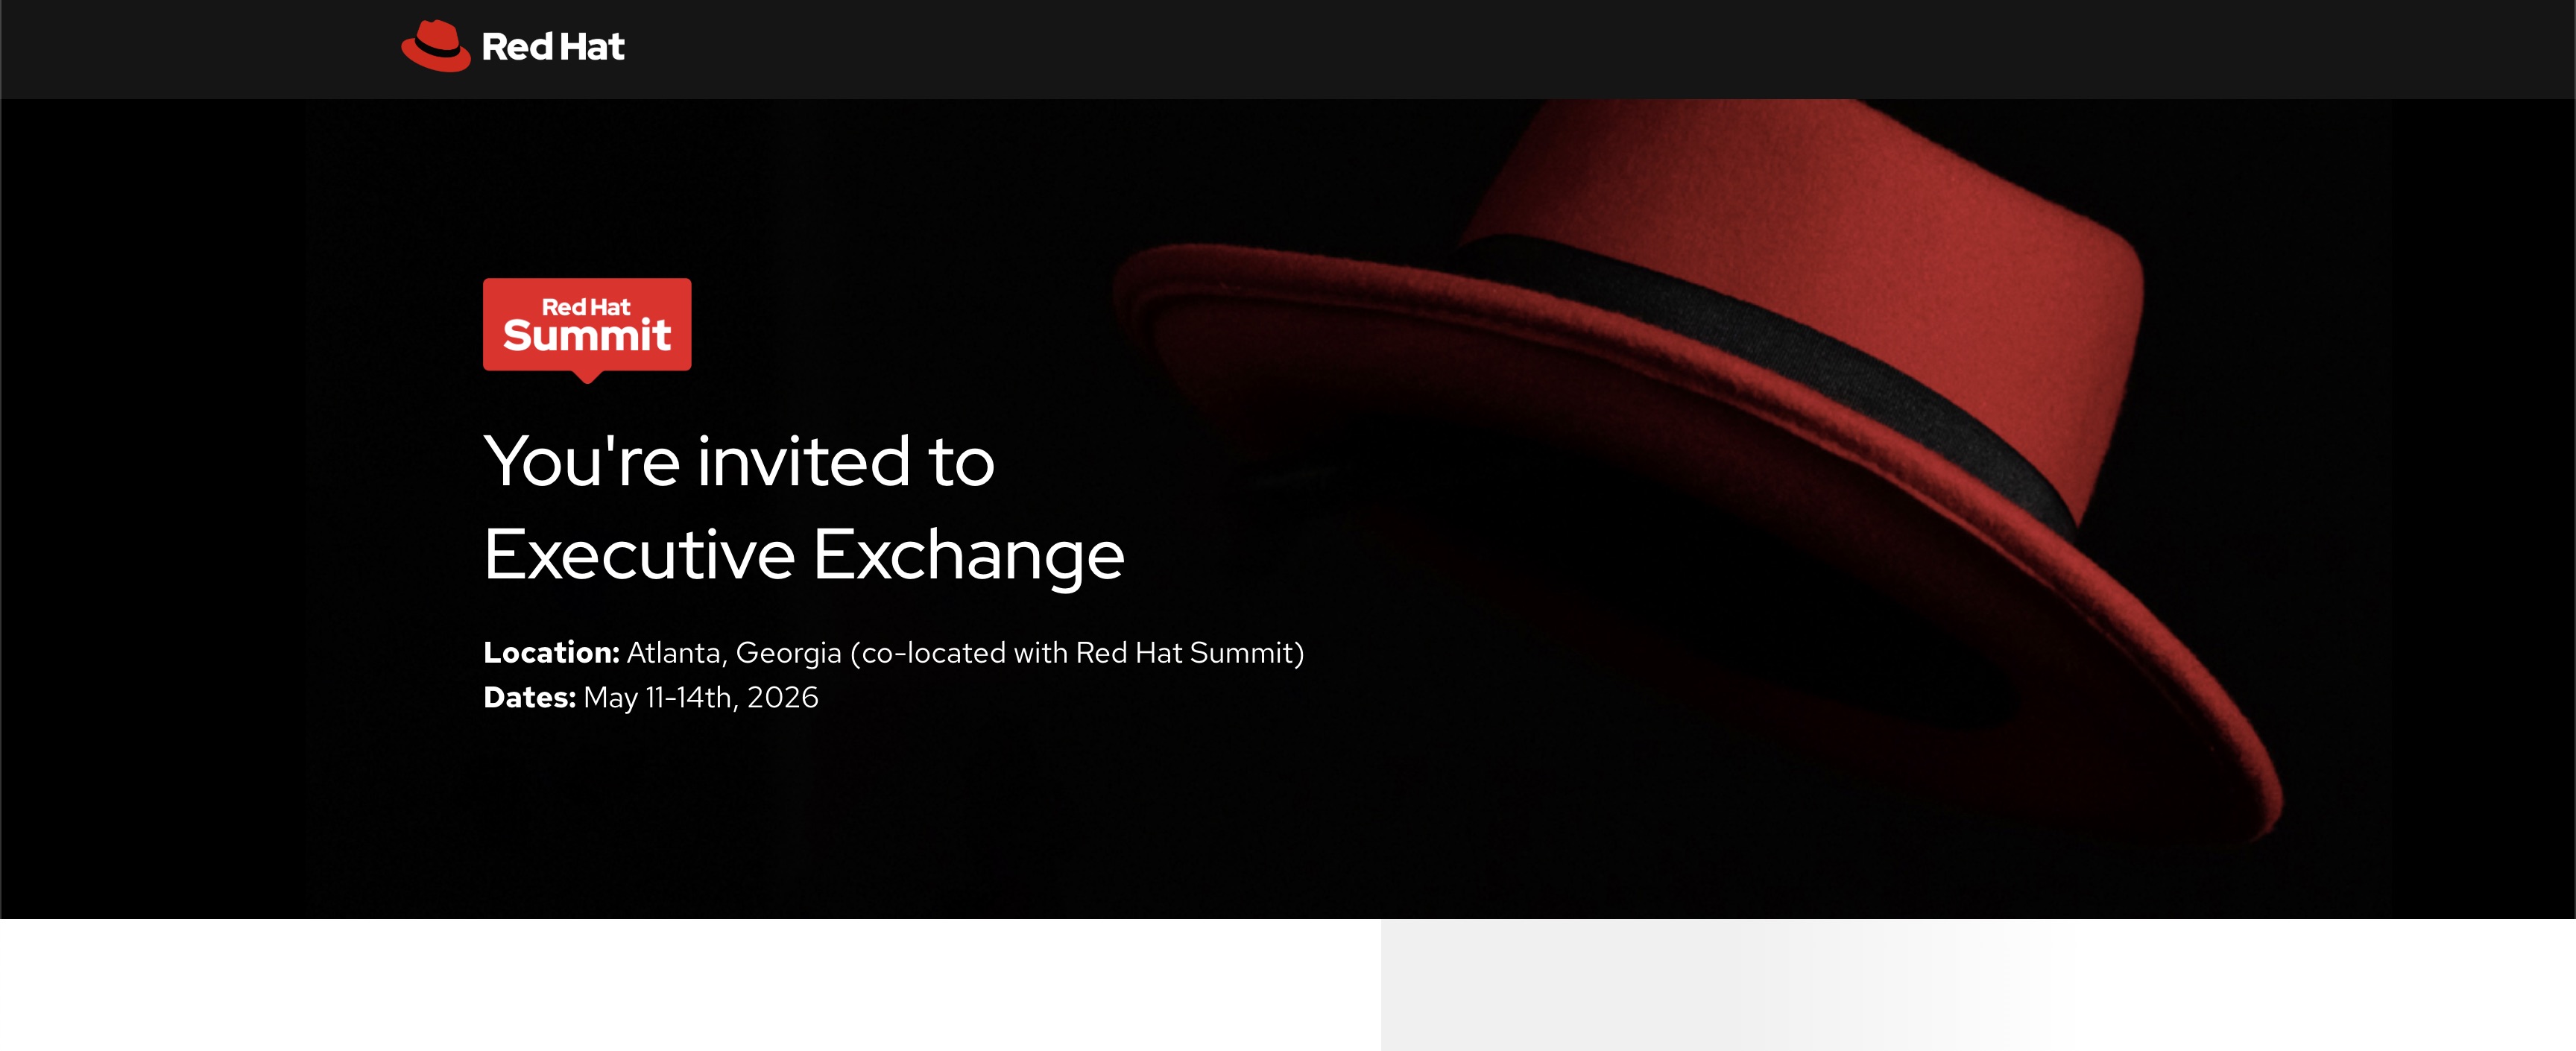 Red Hat
Red Hat
Summit
You're invited to
Executive Exchange
Location: Atlanta, Georgia (co-located with Red Hat Summit)
Dates: May 11-14th, 2026